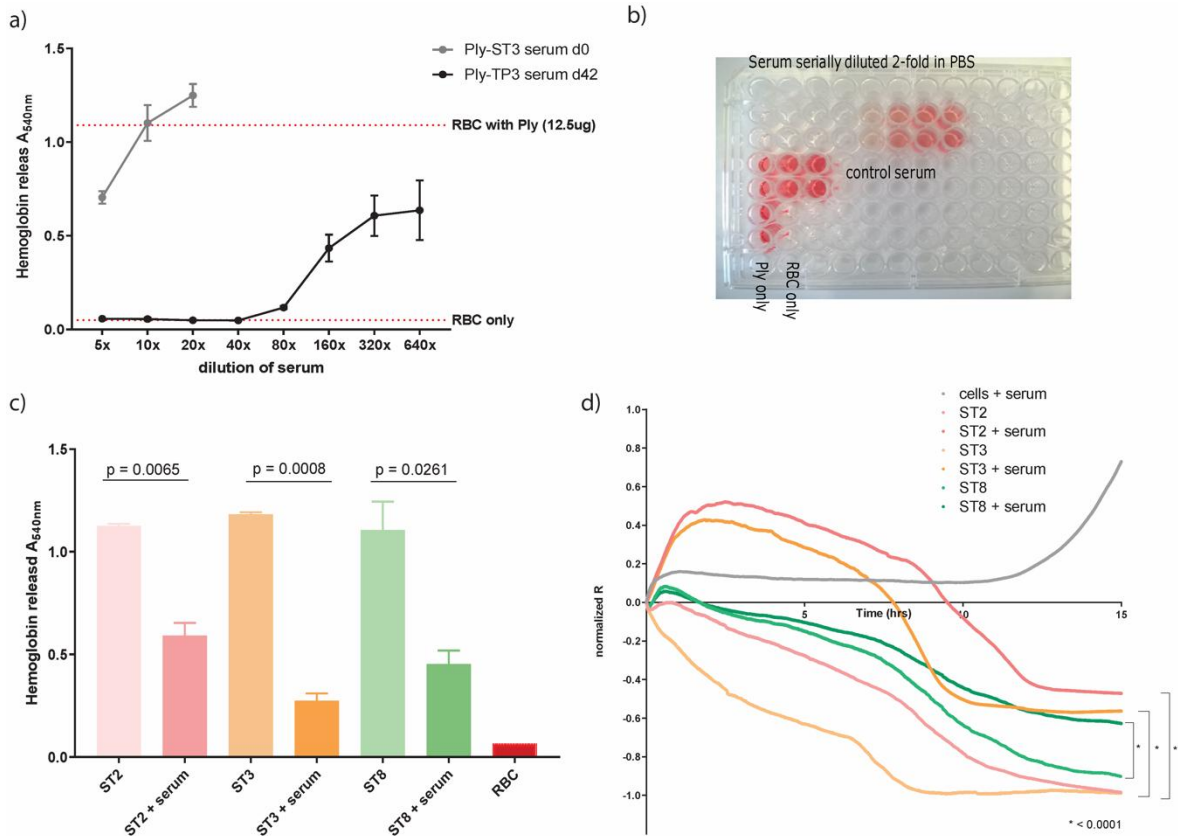 a)
Ply-ST3 serum d0
Ply-TP3 serum d42
1.5
1.0
0.5
0.0
Hemoglobin releas A540nm
RBC with Ply (12.5ug)
RBC only
5x 10x 20x 40x 80x 160x 320x 640x
dilution of serum
b)
Serum serially diluted 2-fold in PBS
control serum
Ply only
RBC only
c)
1.5
1.0
0.5
0.0
Hemoglobin releasd A540nm
p = 0.0065 p = 0.0008 p = 0.0261
ST2 ST2 + serum ST3 ST3 + serum ST8 ST8 + serum RBC
d)
cells + serum
ST2
ST2 + serum
ST3
ST3 + serum
ST8
ST8 + serum
1.0
0.8
0.6
0.4
0.2
0.0
-0.2
-0.4
-0.6
-0.8
-1.0
normalized R
5 10 15
Time (hrs)
* * *
* < 0.0001